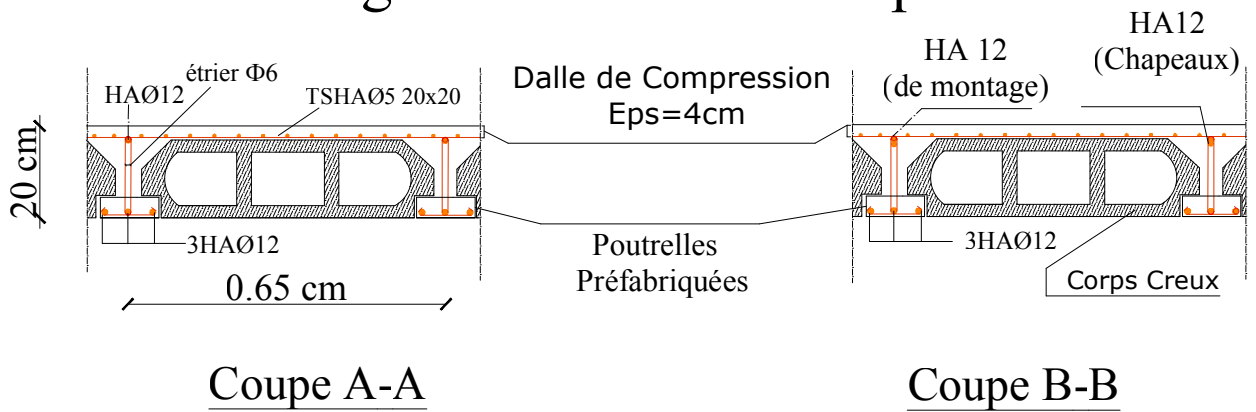 HAØ12
étrier Φ6
TSHAØ5 20x20
20 cm
3HAØ12
0.65 cm
Coupe A-A
Dalle de Compression
Eps=4cm
Poutrelles
Préfabriquées
HA 12
(de montage)
HA12
(Chapeaux)
3HAØ12
Corps Creux
Coupe B-B